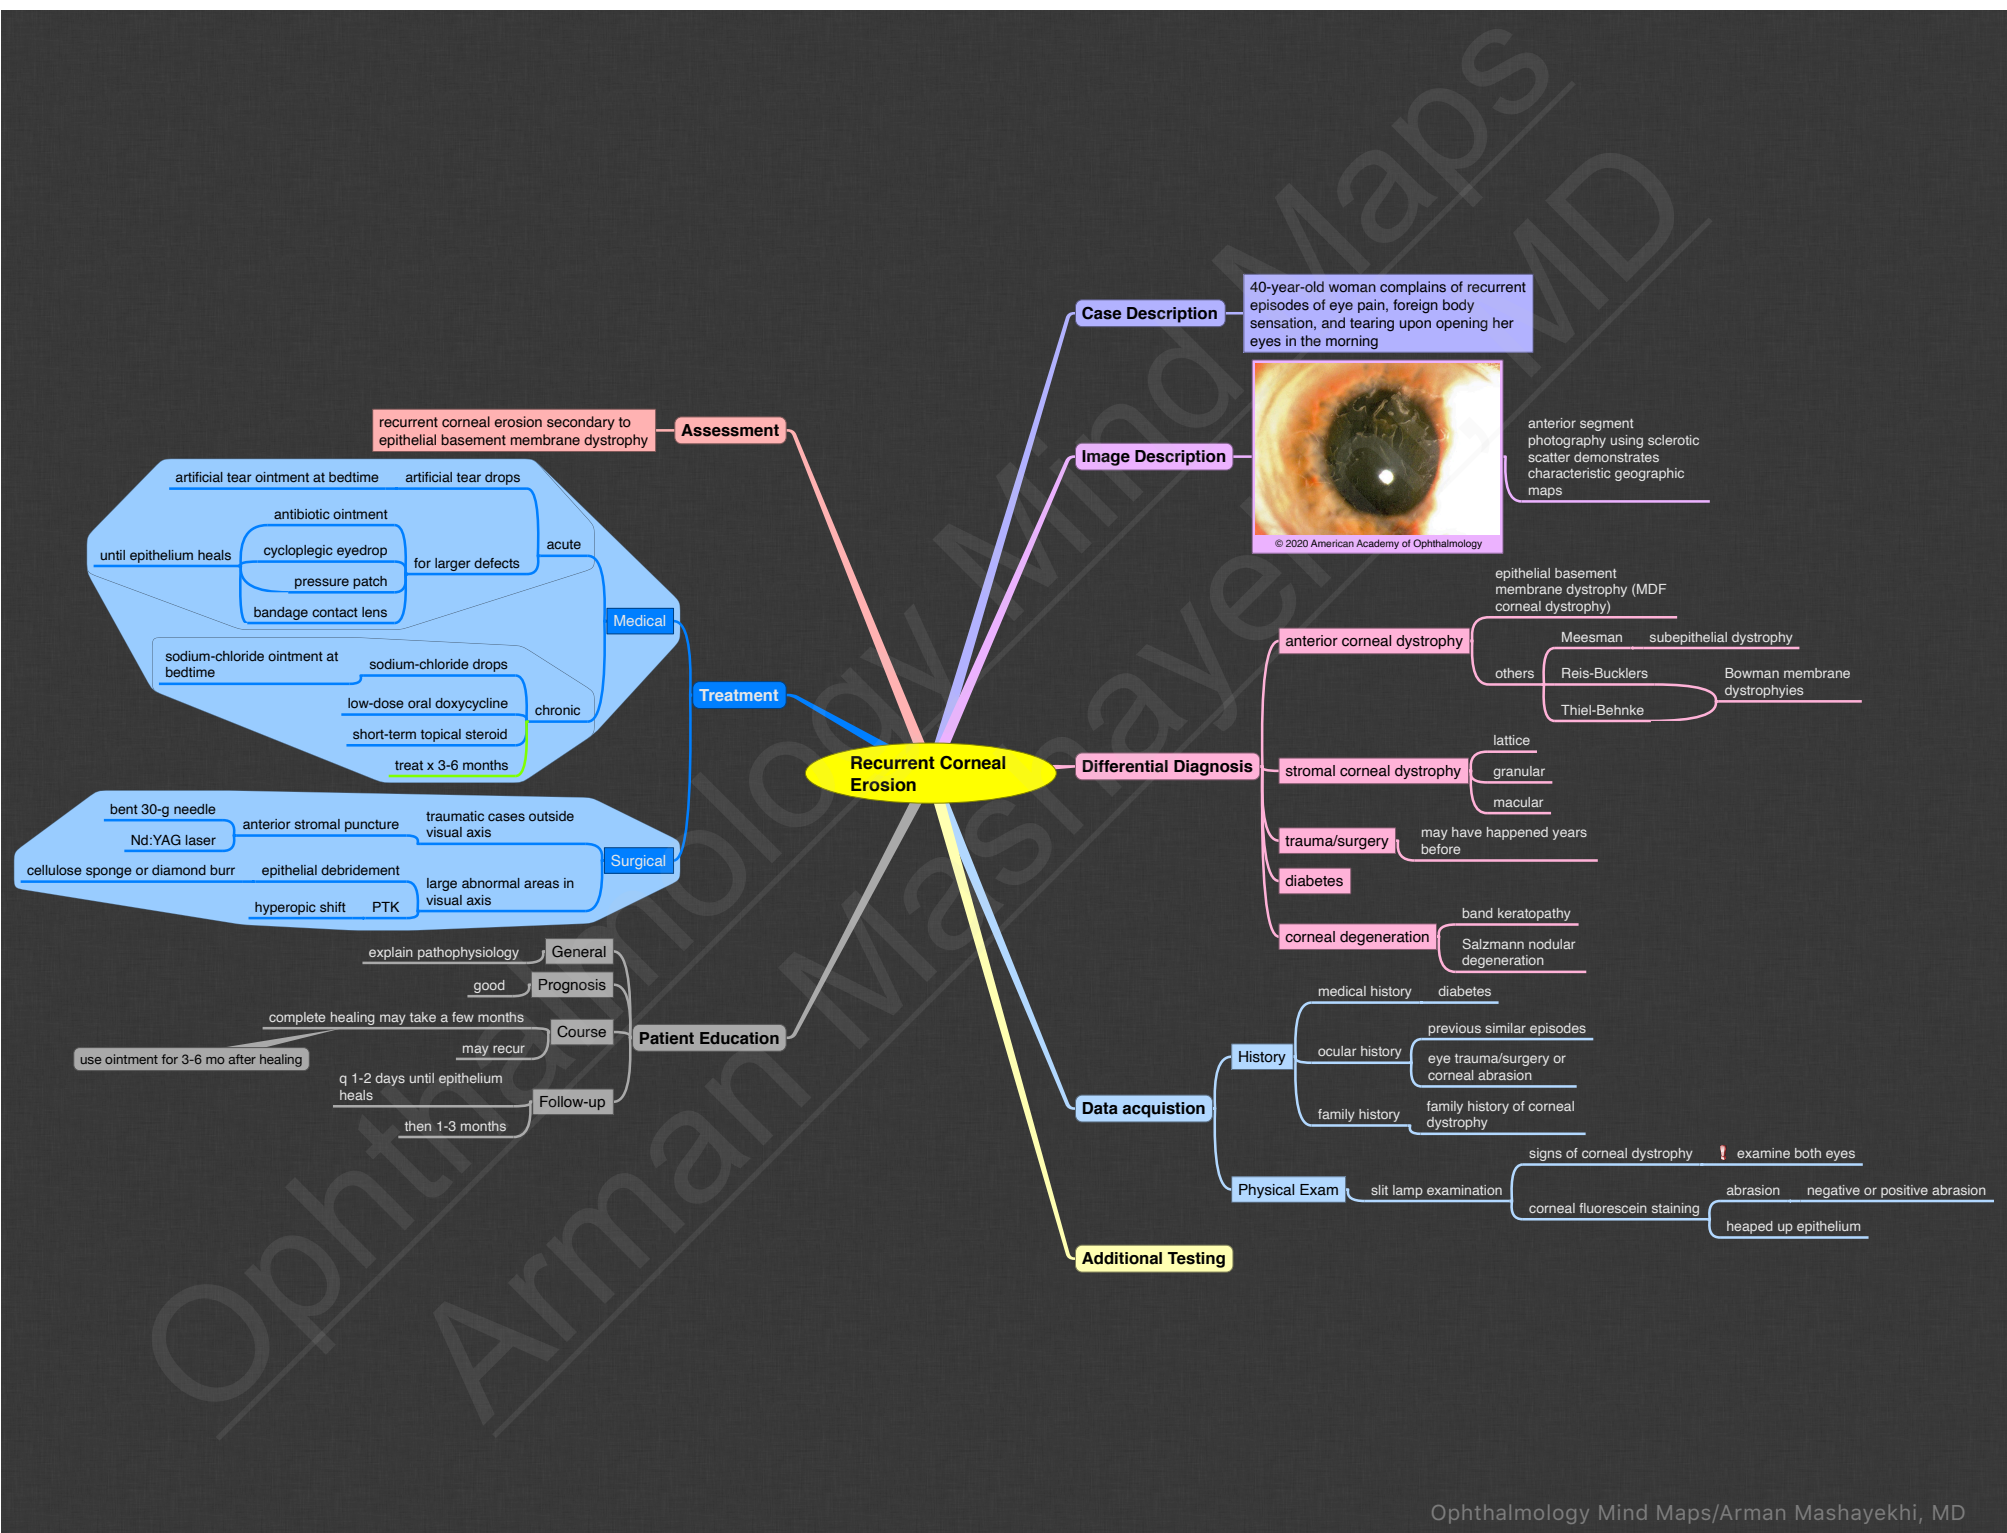 Recurrent Corneal
Erosion
Case Description
40-year-old woman complains of recurrent
episodes of eye pain, foreign body
sensation, and tearing upon opening her
eyes in the morning
Image Description
© 2020 American Academy of Ophthalmology
anterior segment
photography using sclerotic
scatter demonstrates
characteristic geographic
maps
Differential Diagnosis
anterior corneal dystrophy
epithelial basement
membrane dystrophy (MDF
corneal dystrophy)
others
Meesman
subepithelial dystrophy
Reis-Bucklers
Thiel-Behnke
Bowman membrane
dystrophyies
stromal corneal dystrophy
lattice
granular
macular
trauma/surgery
may have happened years
before
diabetes
corneal degeneration
band keratopathy
Salzmann nodular
degeneration
Data acquistion
History
medical history
diabetes
ocular history
previous similar episodes
eye trauma/surgery or
corneal abrasion
family history
family history of corneal
dystrophy
Physical Exam
slit lamp examination
signs of corneal dystrophy
examine both eyes
corneal fluorescein staining
abrasion
negative or positive abrasion
heaped up epithelium
Additional Testing
Assessment
recurrent corneal erosion secondary to
epithelial basement membrane dystrophy
Treatment
Medical
acute
artificial tear drops
artificial tear ointment at bedtime
for larger defects
antibiotic ointment
cycloplegic eyedrop
pressure patch
bandage contact lens
until epithelium heals
chronic
sodium-chloride drops
sodium-chloride ointment at
bedtime
low-dose oral doxycycline
short-term topical steroid
treat x 3-6 months
Surgical
traumatic cases outside
visual axis
anterior stromal puncture
bent 30-g needle
Nd:YAG laser
large abnormal areas in
visual axis
epithelial debridement
cellulose sponge or diamond burr
PTK
hyperopic shift
Patient Education
General
explain pathophysiology
Prognosis
good
Course
complete healing may take a few months
use ointment for 3-6 mo after healing
may recur
Follow-up
q 1-2 days until epithelium
heals
then 1-3 months
Ophthalmology Mind Maps
Arman Mashayekhi, MD
Ophthalmology Mind Maps/Arman Mashayekhi, MD